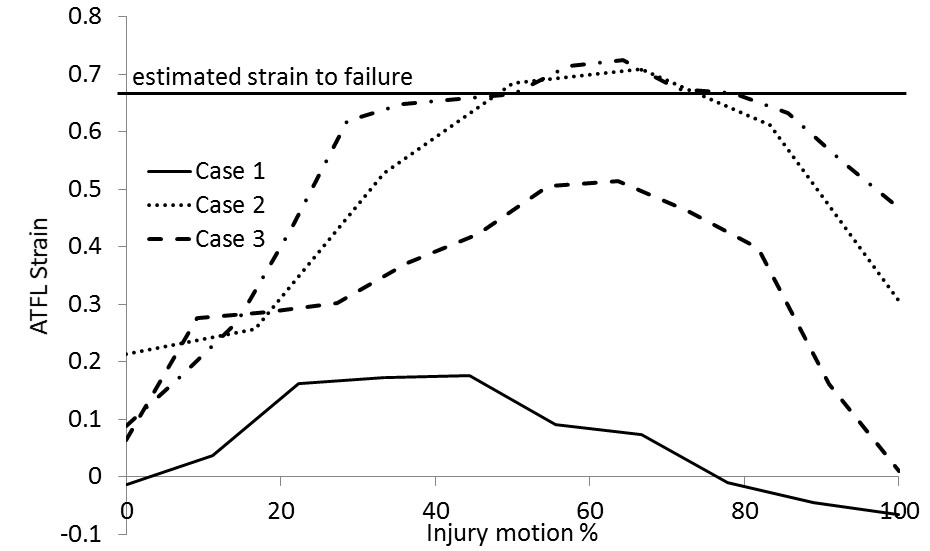 0.8
0.7
estimated strain to failure
0.6
Case 1
0.5
Case 2
Case 3
0.4
0.3
0.2
0.1
0
-0.1
ATFL Strain
0 20 40 60 80 100
Injury motion %